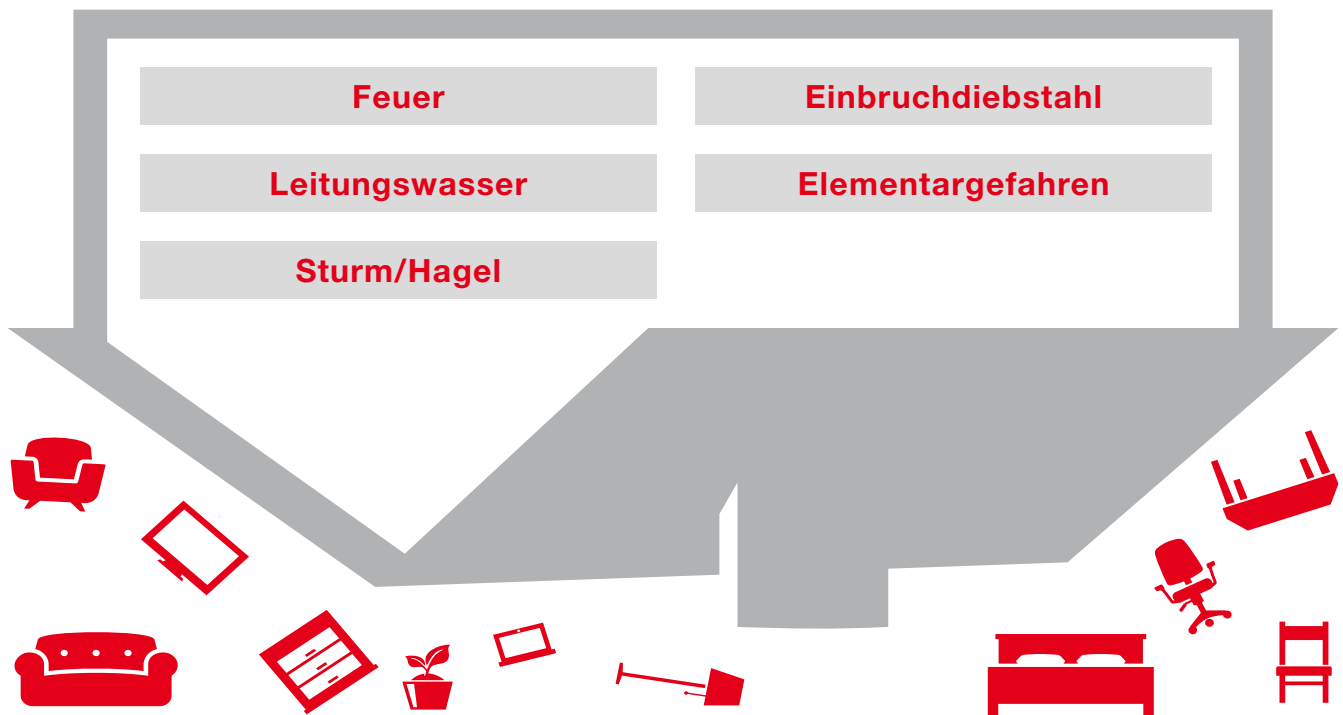 Feuer
Einbruchdiebstahl
Leitungswasser
Elementargefahren
Sturm/Hagel